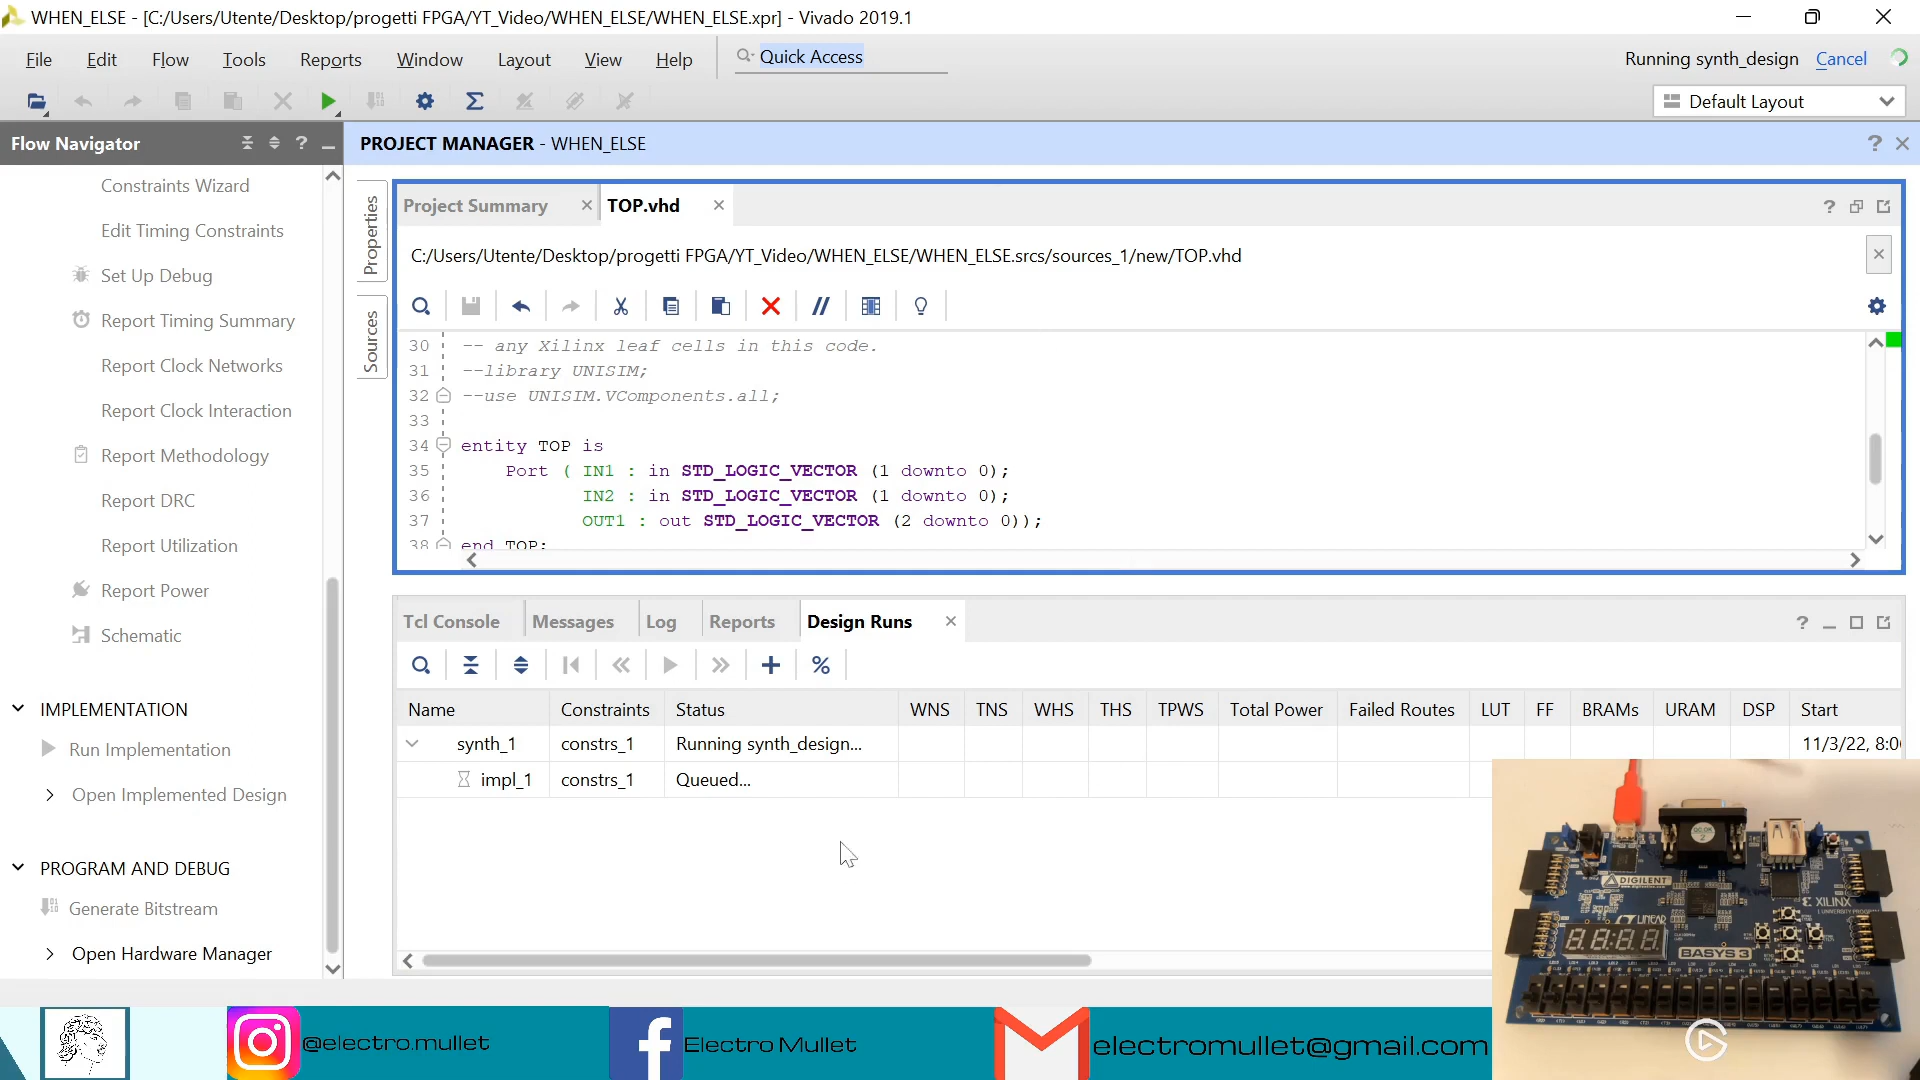 WHEN_ELSE - [C:/Users/Utente/Desktop/progetti FPGA/YT_Video/WHEN_ELSE/WHEN_ELSE.xpr] - Vivado 2019.1
File Edit Flow Tools Reports Window Layout View Help Quick Access Running synth_design Cancel
Default Layout
Flow Navigator
PROJECT MANAGER - WHEN_ELSE
Constraints Wizard
Edit Timing Constraints
Set Up Debug
Report Timing Summary
Report Clock Networks
Report Clock Interaction
Report Methodology
Report DRC
Report Utilization
Report Power
Schematic
IMPLEMENTATION
Run Implementation
Open Implemented Design
PROGRAM AND DEBUG
Generate Bitstream
Open Hardware Manager
Properties
Sources
Project Summary TOP.vhd
C:/Users/Utente/Desktop/progetti FPGA/YT_Video/WHEN_ELSE/WHEN_ELSE.srcs/sources_1/new/TOP.vhd
30 -- any Xilinx leaf cells in this code.
31 --library UNISIM;
32 --use UNISIM.VComponents.all;
33
34 entity TOP is
35 Port ( IN1 : in STD_LOGIC_VECTOR (1 downto 0);
36 IN2 : in STD_LOGIC_VECTOR (1 downto 0);
37 OUT1 : out STD_LOGIC_VECTOR (2 downto 0));
38 end TOP;
Tcl Console Messages Log Reports Design Runs
Name Constraints Status WNS TNS WHS THS TPWS Total Power Failed Routes LUT FF BRAMs URAM DSP Start
synth_1 constrs_1 Running synth_design... 11/3/22, 8:0
impl_1 constrs_1 Queued...
DIGILENT
XILINX
LINEAR
BASYS 3
@electro.mullet
Electro Mullet
electromullet@gmail.com